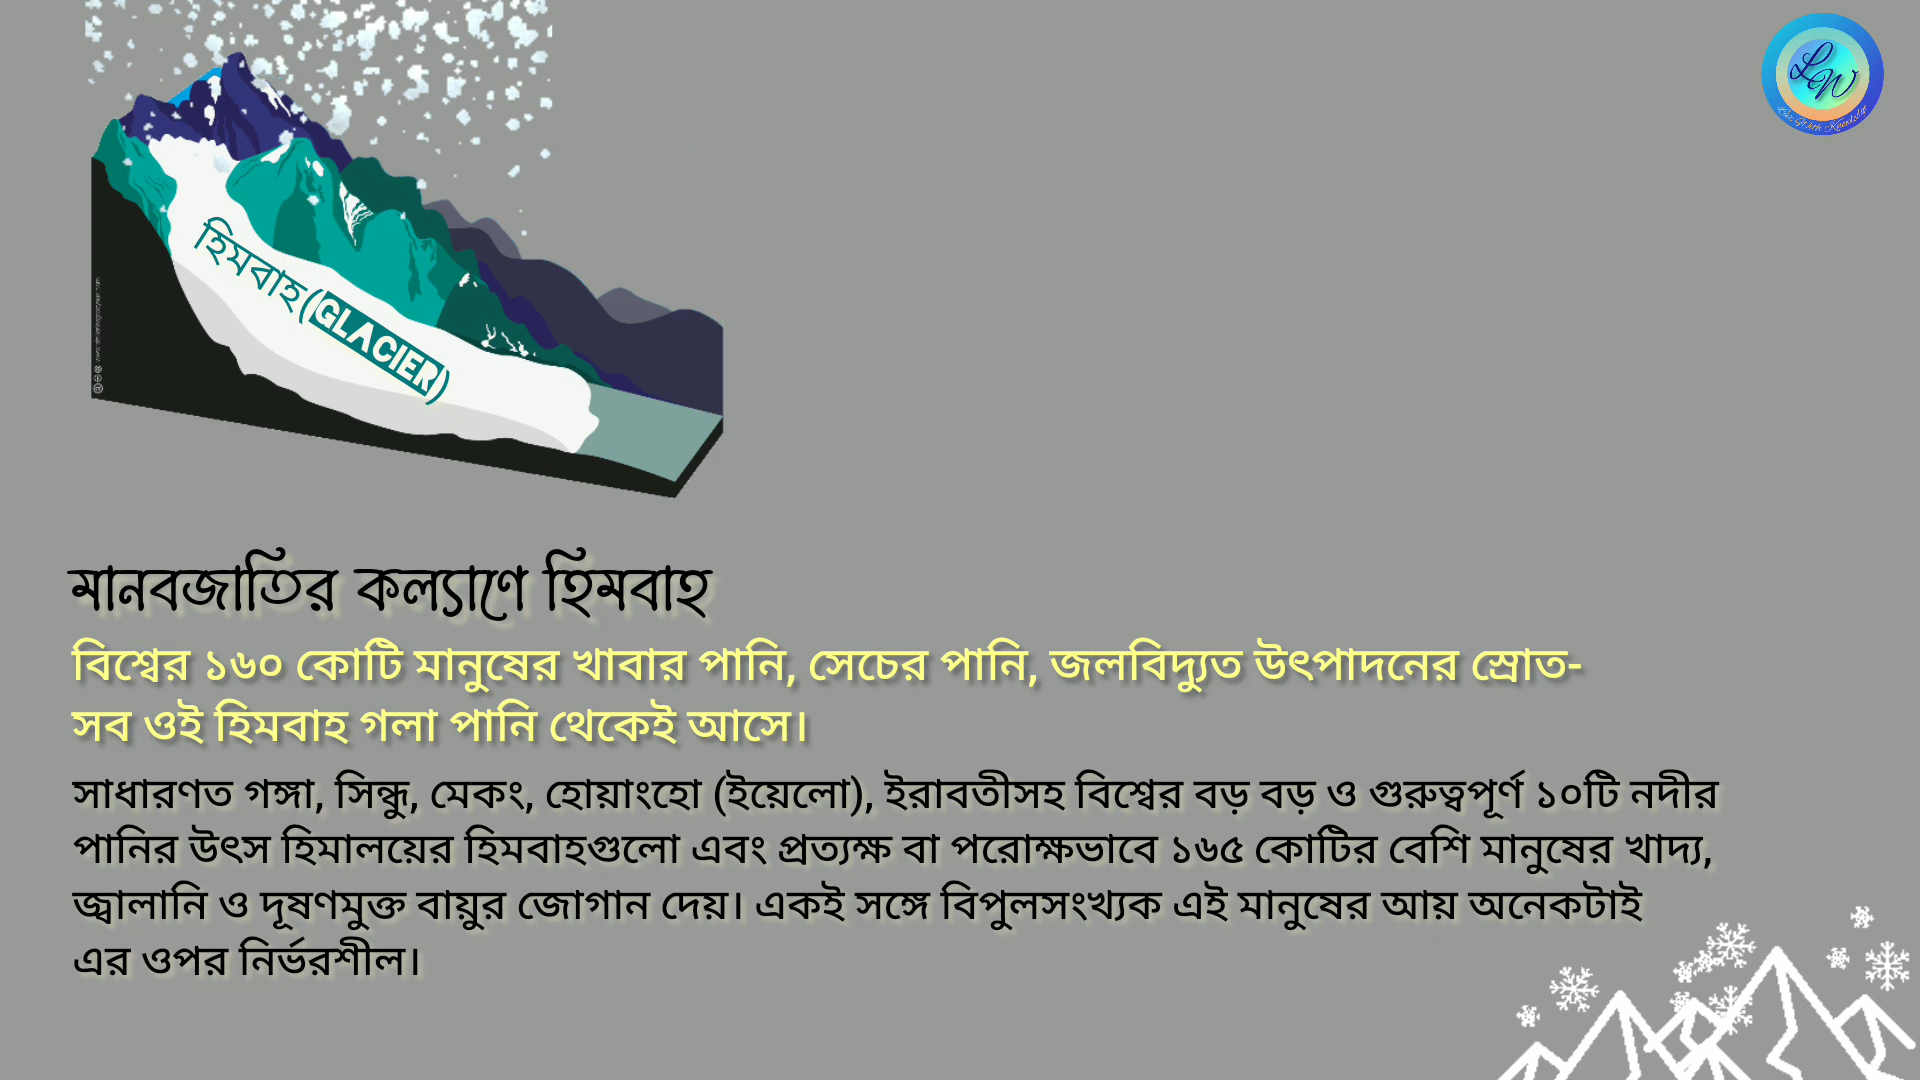 LW
হিমবাহ(GLACIER)
মানবজাতির কল্যাণে হিমবাহ
বিশ্বের ১৬০ কোটি মানুষের খাবার পানি, সেচের পানি, জলবিদ্যুত উৎপাদনের স্রোত-
সব ওই হিমবাহ গলা পানি থেকেই আসে।
সাধারণত গঙ্গা, সিন্ধু, মেকং, হোয়াংহো (ইয়েলো), ইরাবতীসহ বিশ্বের বড় বড় ও গুরুত্বপূর্ণ ১০টি নদীর
পানির উৎস হিমালয়ের হিমবাহগুলো এবং প্রত্যক্ষ বা পরোক্ষভাবে ১৬৫ কোটির বেশি মানুষের খাদ্য,
জ্বালানি ও দূষণমুক্ত বায়ুর জোগান দেয়। একই সঙ্গে বিপুলসংখ্যক এই মানুষের আয় অনেকটাই
এর ওপর নির্ভরশীল।